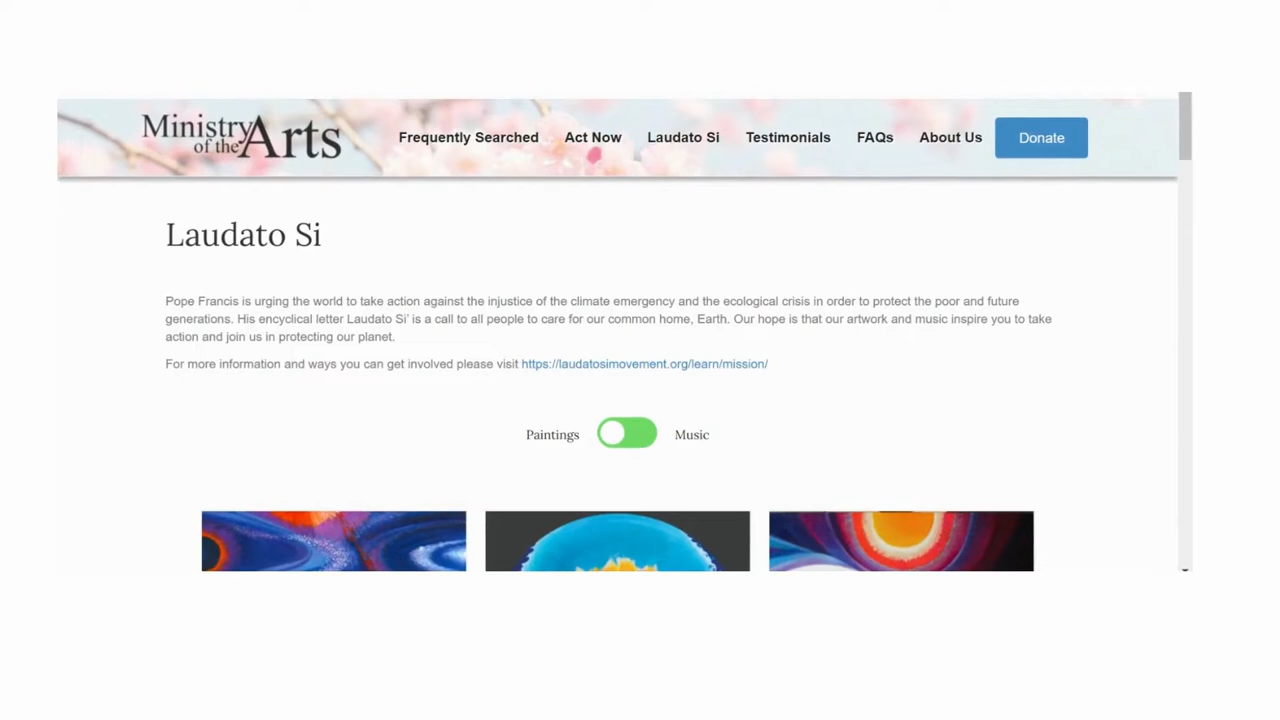 Ministry of the Arts
Frequently Searched Act Now Laudato Si Testimonials FAQs About Us Donate
Laudato Si
Pope Francis is urging the world to take action against the injustice of the climate emergency and the ecological crisis in order to protect the poor and future
generations. His encyclical letter Laudato Si' is a call to all people to care for our common home, Earth. Our hope is that our artwork and music inspire you to take
action and join us in protecting our planet.
For more information and ways you can get involved please visit https://laudatosimovement.org/learn/mission/
Paintings Music